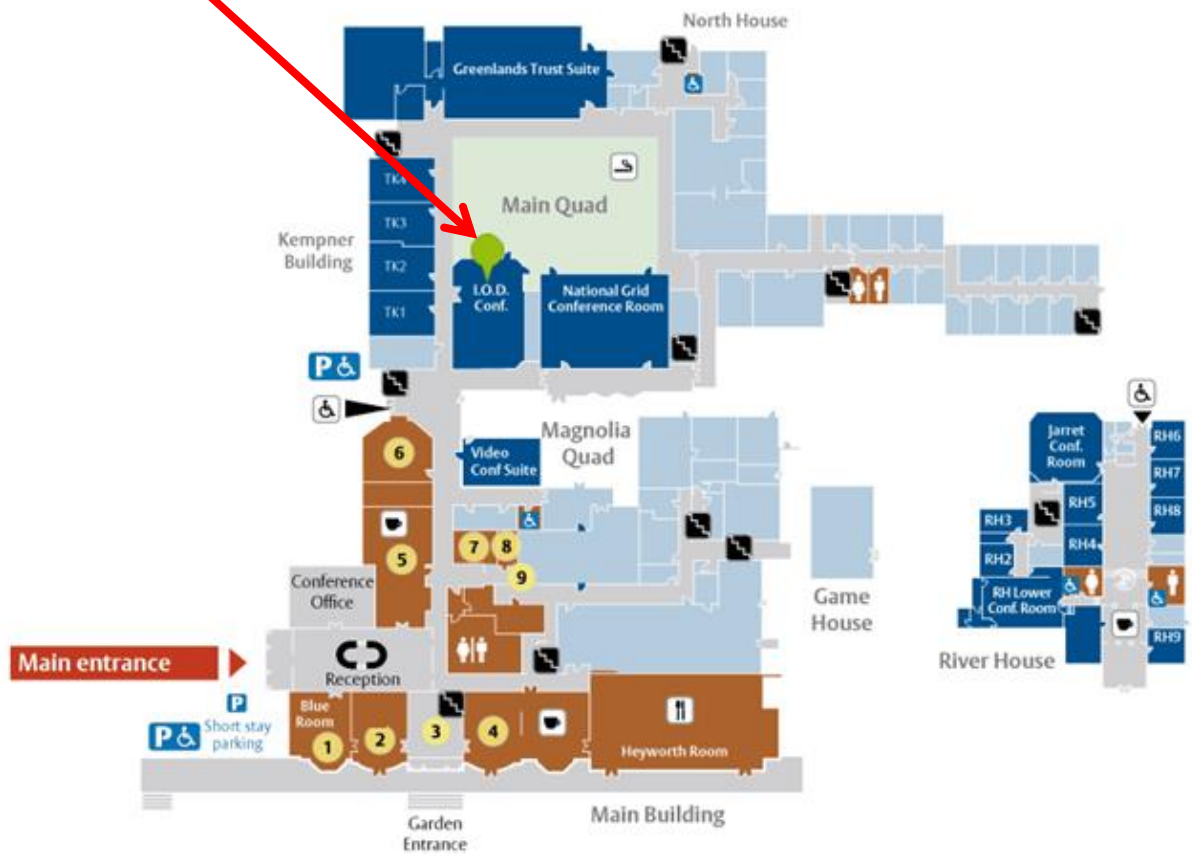 North House
Greenlands Trust Suite
TK4
Main Quad
TK3
Kempner
Building
TK2
I.O.D.
Conf.
National Grid
Conference Room
TK1
P
6
Video
Conf Suite
Magnolia
Quad
Jarret
Conf.
Room
RH6
RH7
RH5
RH8
RH3
RH4
RH2
5
7
8
9
Conference
Office
Game
House
RH Lower
Conf. Room
RH9
River House
Main entrance
Reception
P
Short stay
parking
P
Blue
Room
1
2
3
4
Heyworth Room
Main Building
Garden
Entrance